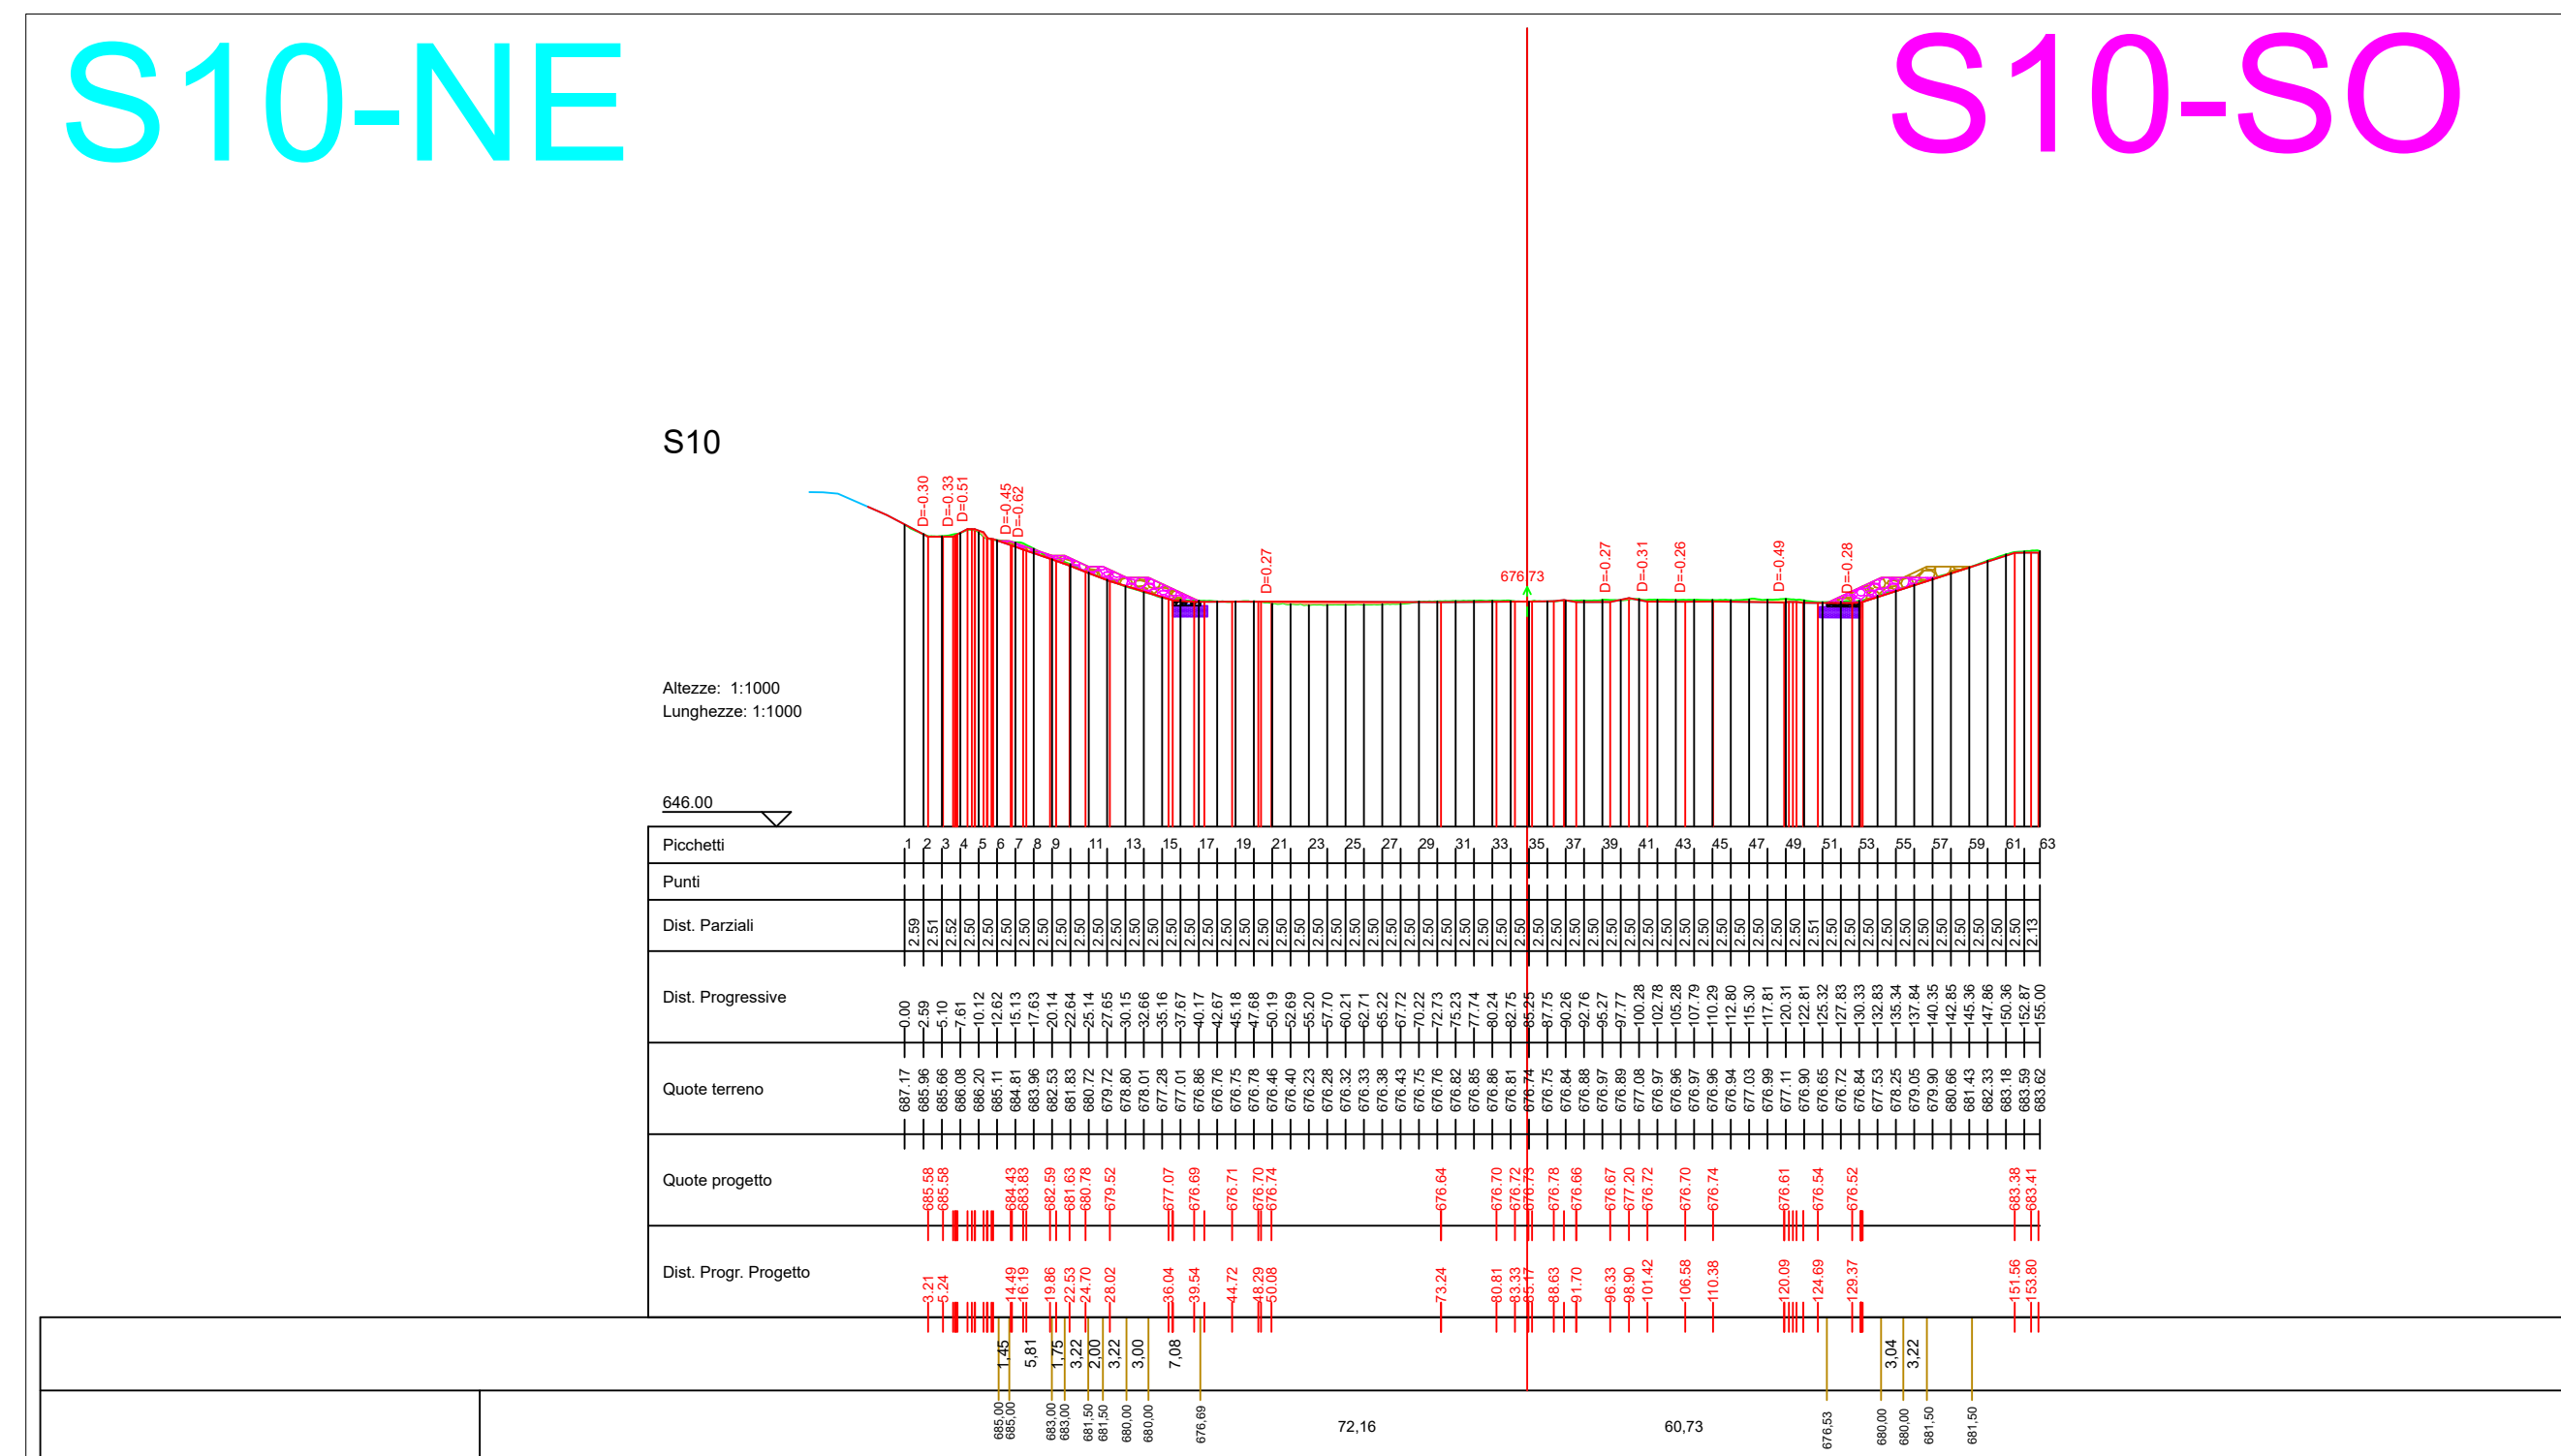 S10-NE
S10-SO
S10
D=-0.30
D=-0.33
D=0.51
D=-0.45
D=-0.62
D=0.27
676.73
D=-0.27
D=-0.31
D=-0.26
D=-0.49
D=-0.28
Altezze: 1:1000
Lunghezze: 1:1000
646.00
Picchetti 1 2 3 4 5 6 7 8 9 11 13 15 17 19 21 23 25 27 29 31 33 35 37 39 41 43 45 47 49 51 53 55 57 59 61 63
Punti
Dist. Parziali 2.59 2.51 2.52 2.50 2.50 2.50 2.50 2.50 2.50 2.50 2.50 2.50 2.50 2.50 2.50 2.50 2.50 2.50 2.50 2.50 2.50 2.50 2.50 2.50 2.50 2.50 2.50 2.50 2.50 2.50 2.50 2.50 2.50 2.50 2.50 2.50 2.50 2.50 2.50 2.50 2.50 2.50 2.50 2.50 2.50 2.50 2.50 2.50 2.50 2.51 2.50 2.50 2.50 2.50 2.50 2.50 2.50 2.50 2.50 2.50 2.50 2.13
Dist. Progressive 0.00 2.59 5.10 7.61 10.12 12.62 15.13 17.63 20.14 22.64 25.14 27.65 30.15 32.66 35.16 37.67 40.17 42.67 45.18 47.68 50.19 52.69 55.20 57.70 60.21 62.71 65.22 67.72 70.22 72.73 75.23 77.74 80.24 82.75 85.25 87.75 90.26 92.76 95.27 97.77 100.28 102.78 105.28 107.79 110.29 112.80 115.30 117.81 120.31 122.81 125.32 127.83 130.33 132.83 135.34 137.84 140.35 142.85 145.36 147.86 150.36 152.87 155.00
Quote terreno 687.17 685.96 685.66 686.08 686.20 685.11 684.81 683.96 682.53 681.83 680.72 679.72 678.80 678.01 677.28 677.01 676.86 676.76 676.75 676.78 676.46 676.40 676.23 676.28 676.32 676.33 676.38 676.43 676.75 676.76 676.82 676.85 676.86 676.81 676.74 676.75 676.84 676.88 676.97 676.89 677.08 676.97 676.96 676.97 676.96 676.94 677.03 676.99 677.11 676.90 676.65 676.72 676.84 677.53 678.25 679.05 679.90 680.66 681.43 682.33 683.18 683.59 683.62
Quote progetto 685.58 685.58 684.43 683.83 682.59 681.63 680.78 679.52 677.07 676.69 676.71 676.70 676.74 676.64 676.70 676.72 676.73 676.78 676.66 676.67 677.20 676.72 676.70 676.74 676.61 676.54 676.52 683.38 683.41
Dist. Progr. Progetto 3.21 5.24 14.49 16.19 19.86 22.53 24.70 28.02 36.04 39.54 44.72 48.29 50.08 73.24 80.81 83.33 85.17 88.63 91.70 96.33 98.90 101.42 106.58 110.38 120.09 124.69 129.37 151.56 153.80
1,45 5,81 1,75 3,22 2,00 3,22 3,00 7,08 3,04 3,22
685,00 685,00 683,00 683,00 681,50 681,50 680,00 680,00 676,69 72,16 60,73 676,53 680,00 680,00 681,50 681,50